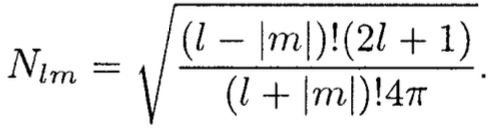 N_{lm} = \sqrt{\frac{(l - |m|)!(2l + 1)}{(l + |m|)!4\pi}}.